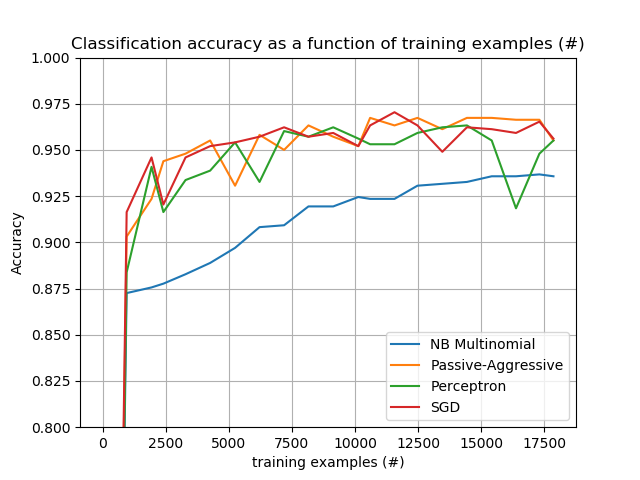 Classification accuracy as a function of training examples (#)
1.000
0.975
0.950
0.925
0.900
0.875
0.850
0.825
0.800
Accuracy
NB Multinomial
Passive-Aggressive
Perceptron
SGD
0 2500 5000 7500 10000 12500 15000 17500
training examples (#)